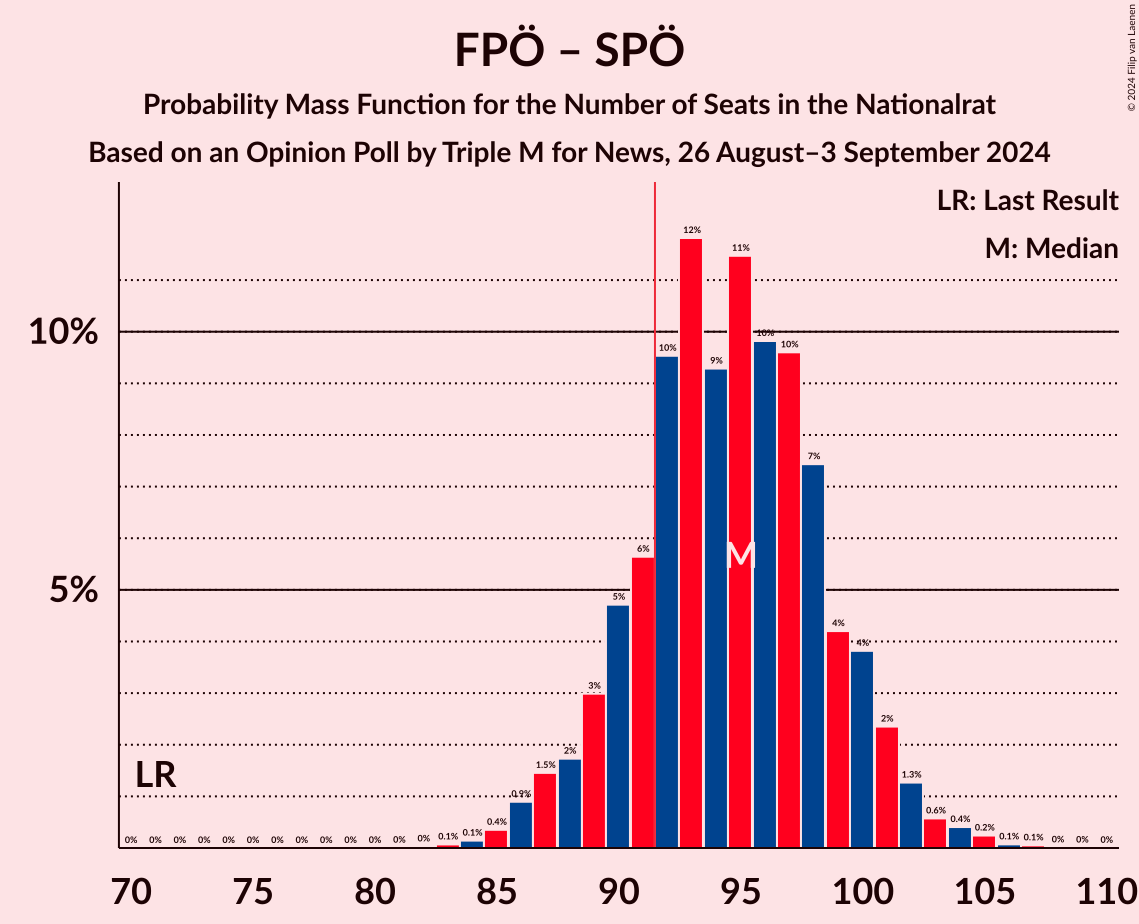 FPÖ – SPÖ
Probability Mass Function for the Number of Seats in the Nationalrat
Based on an Opinion Poll by Triple M for News, 26 August–3 September 2024
© 2024 Filip van Laenen
LR: Last Result
M: Median
10%
5%
LR
M
0% 0% 0% 0% 0% 0% 0% 0% 0% 0% 0% 0% 0% 0.1% 0.1% 0.4% 0.9% 1.5% 2% 3% 5% 6% 10% 12% 9% 11% 10% 10% 7% 4% 4% 2% 1.3% 0.6% 0.4% 0.2% 0.1% 0.1% 0% 0% 0%
70 75 80 85 90 95 100 105 110